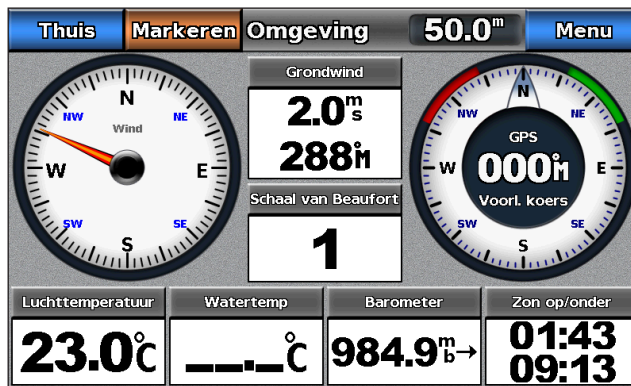 Thuis Markeren Omgeving 50.0m Menu
Grondwind
2.0 m/s
288°M
Schaal van Beaufort
1
N
NW NE
Wind
W E
SW SE
S
N
NW NE
GPS
W 000°M E
Voorl. koers
SW SE
S
Luchttemperatuur Watertemp Barometer Zon op/onder
23.0°C __._°C 984.9mb→ 01:43
09:13